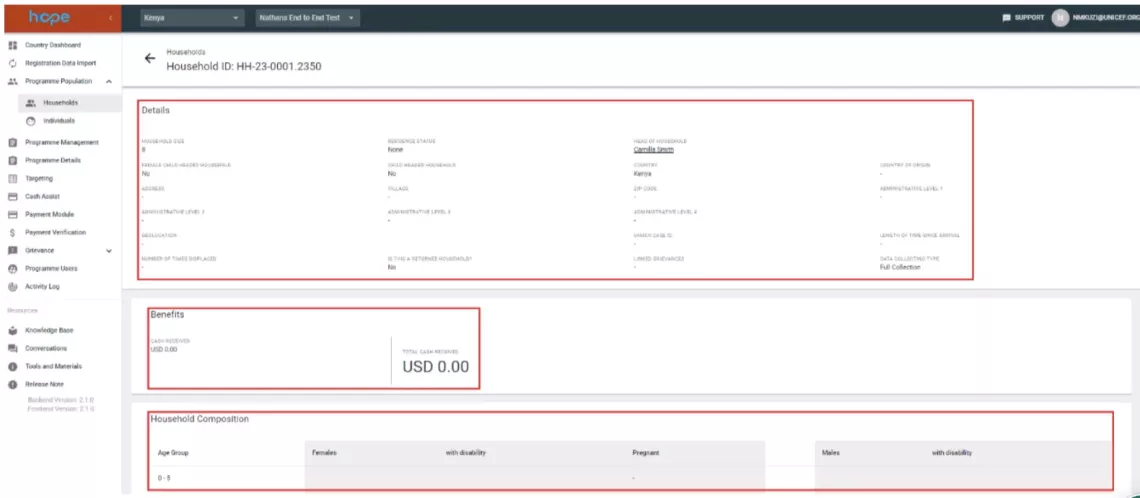 hope
Kenya
Nathans End to End Test
SUPPORT
NMKUZI@UNICEF.ORG
Country Dashboard
Registration Data Import
Programme Population
Households
Individuals
Programme Management
Programme Details
Targeting
Cash Assist
Payment Module
Payment Verification
Grievance
Programme Users
Activity Log
Resources
Knowledge Base
Conversations
Tools and Materials
Release Note
Backend Version: 2.1.0
Frontend Version: 2.1.6
Households
Household ID: HH-23-0001.2350
Details
HOUSEHOLD SIZE
8
RESIDENCE STATUS
None
HEAD OF HOUSEHOLD
Camilla Smith
FEMALE CHILD HEADED HOUSEHOLD
No
CHILD HEADED HOUSEHOLD
No
COUNTRY
Kenya
COUNTRY OF ORIGIN
-
ADDRESS
-
VILLAGE
-
ZIP CODE
-
ADMINISTRATIVE LEVEL 1
-
ADMINISTRATIVE LEVEL 2
-
ADMINISTRATIVE LEVEL 3
-
ADMINISTRATIVE LEVEL 4
-
GEOLOCATION
-
UNHCR CASE ID
-
LENGTH OF TIME SINCE ARRIVAL
-
NUMBER OF TIMES DISPLACED
-
IS THIS A RETURNED HOUSEHOLD?
No
LINKED GRIEVANCES
-
DATA COLLECTING TYPE
Full Collection
Benefits
CASH RECEIVED
USD 0.00
TOTAL CASH RECEIVED
USD 0.00
Household Composition
Age Group Females with disability Pregnant Males with disability
0 - 5 -